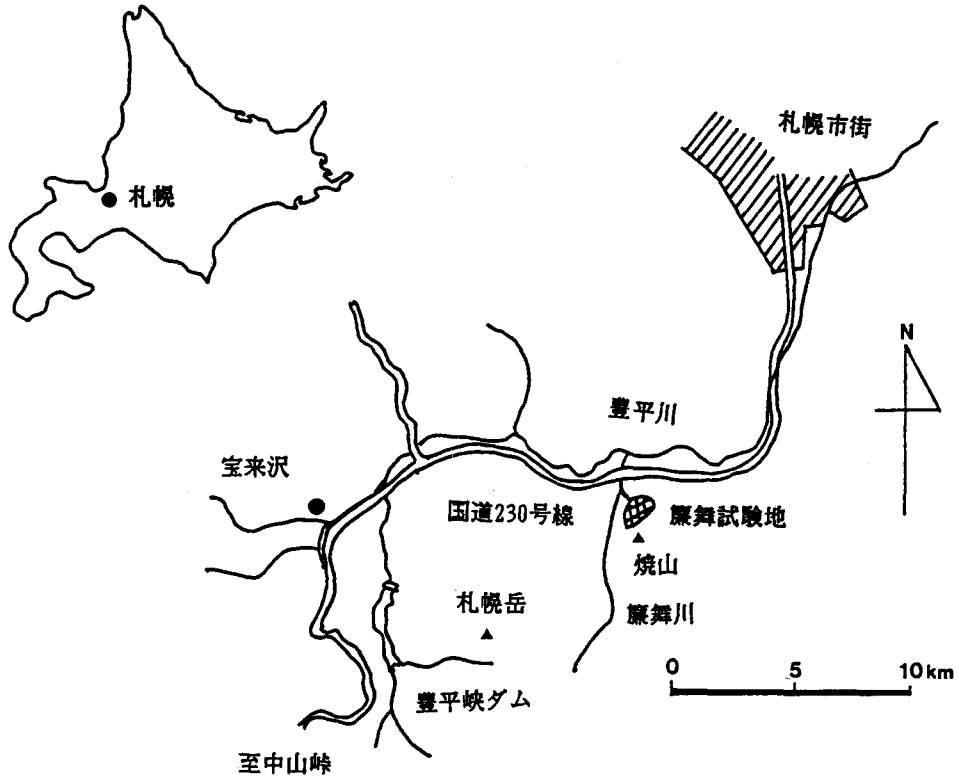 札幌市街
札幌
N
豊平川
宝来沢
国道230号線
簾舞試験地
焼山
札幌岳
簾舞川
0 5 10km
豊平峡ダム
至中山峠